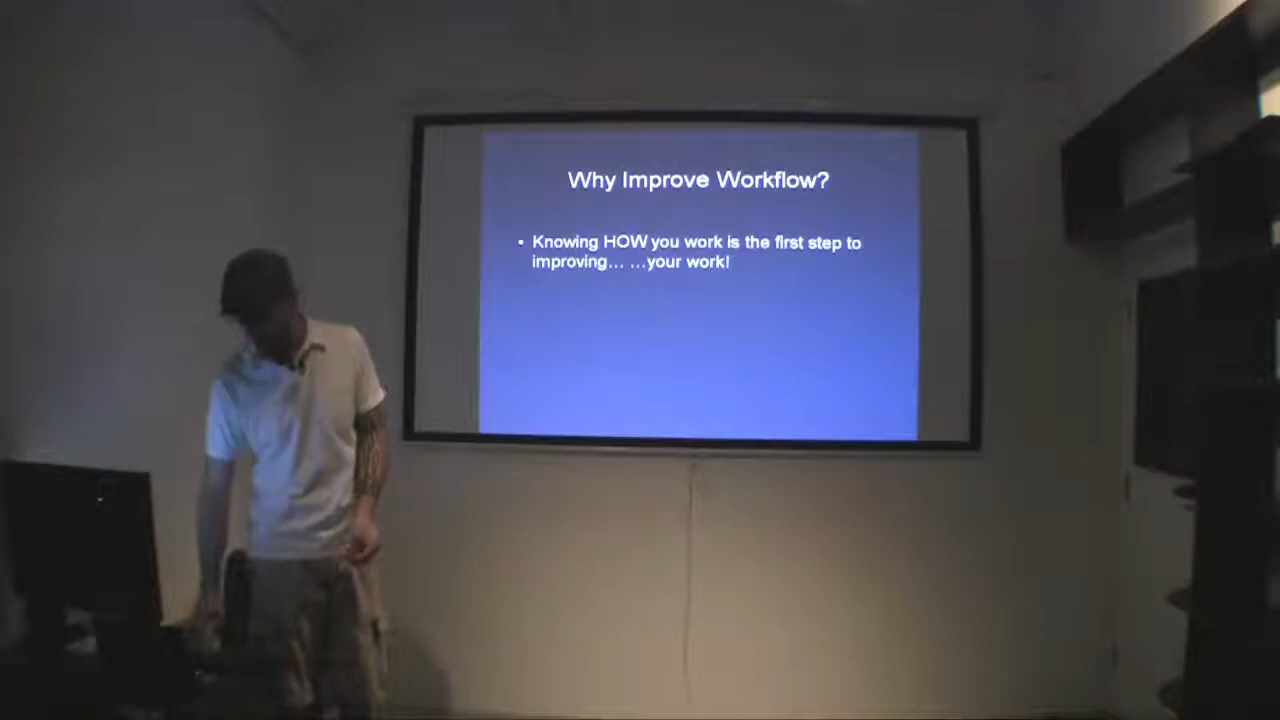 Why Improve Workflow?
• Knowing HOW you work is the first step to
improving... ...your work!